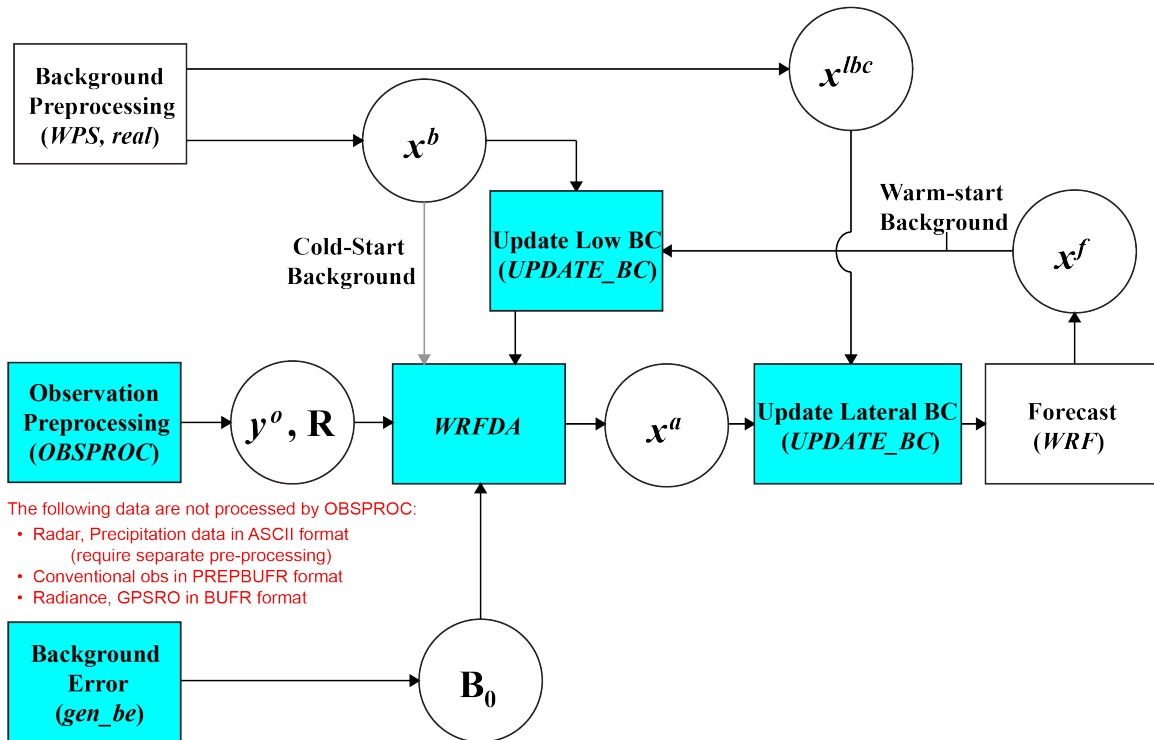 Background
Preprocessing
(WPS, real)
x^b
x^lbc
Warm-start
Background
x^f
Update Low BC
(UPDATE_BC)
Cold-Start
Background
Observation
Preprocessing
(OBSPROC)
y^o, R
WRFDA
x^a
Update Lateral BC
(UPDATE_BC)
Forecast
(WRF)
The following data are not processed by OBSPROC:
• Radar, Precipitation data in ASCII format
(require separate pre-processing)
• Conventional obs in PREPBUFR format
• Radiance, GPSRO in BUFR format
Background
Error
(gen_be)
B₀